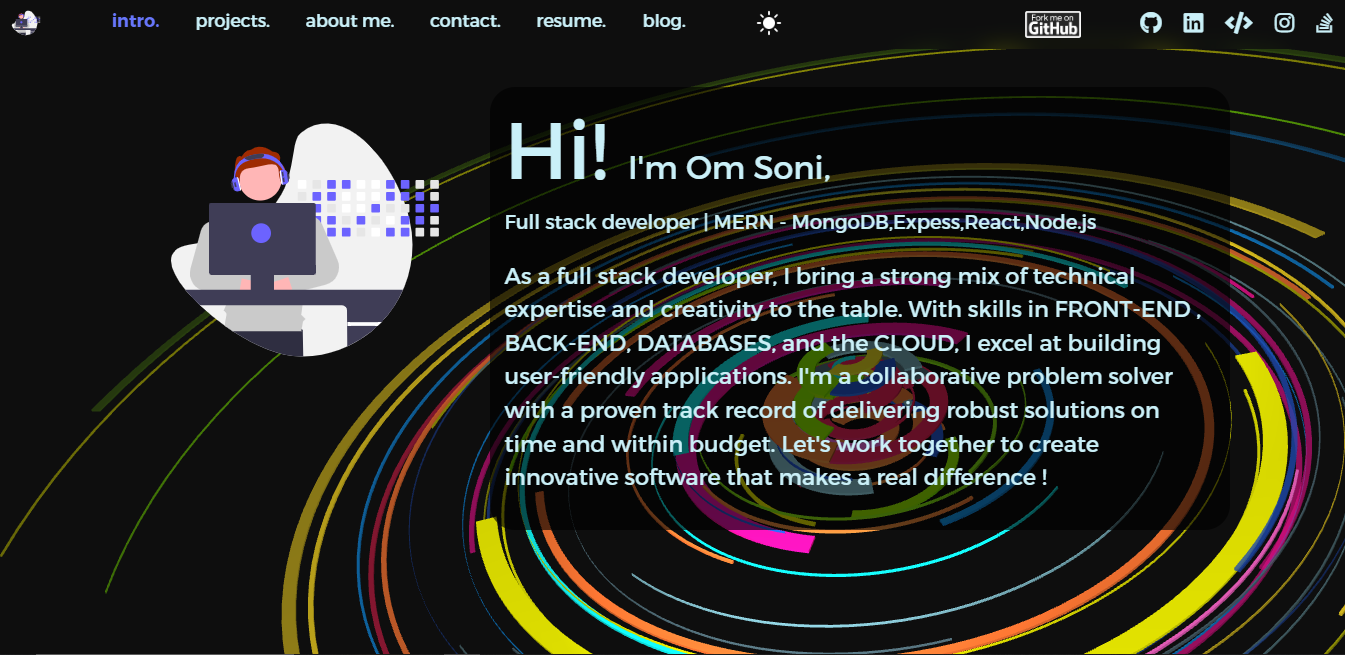 intro. projects. about me. contact. resume. blog. Fork me on
GitHub
Hi! I'm Om Soni,
Full stack developer | MERN - MongoDB,Expess,React,Node.js
As a full stack developer, I bring a strong mix of technical
expertise and creativity to the table. With skills in FRONT-END ,
BACK-END, DATABASES, and the CLOUD, I excel at building
user-friendly applications. I'm a collaborative problem solver
with a proven track record of delivering robust solutions on
time and within budget. Let's work together to create
innovative software that makes a real difference !